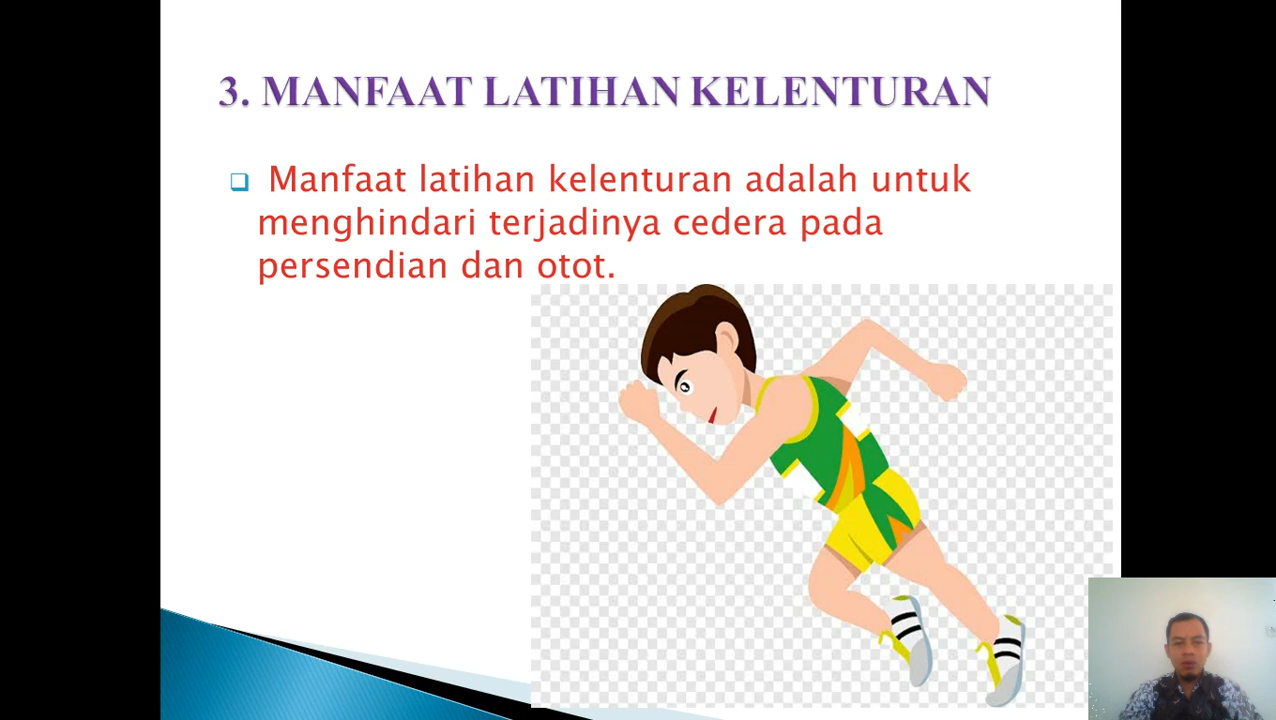 3. MANFAAT LATIHAN KELENTURAN
Manfaat latihan kelenturan adalah untuk
menghindari terjadinya cedera pada
persendian dan otot.